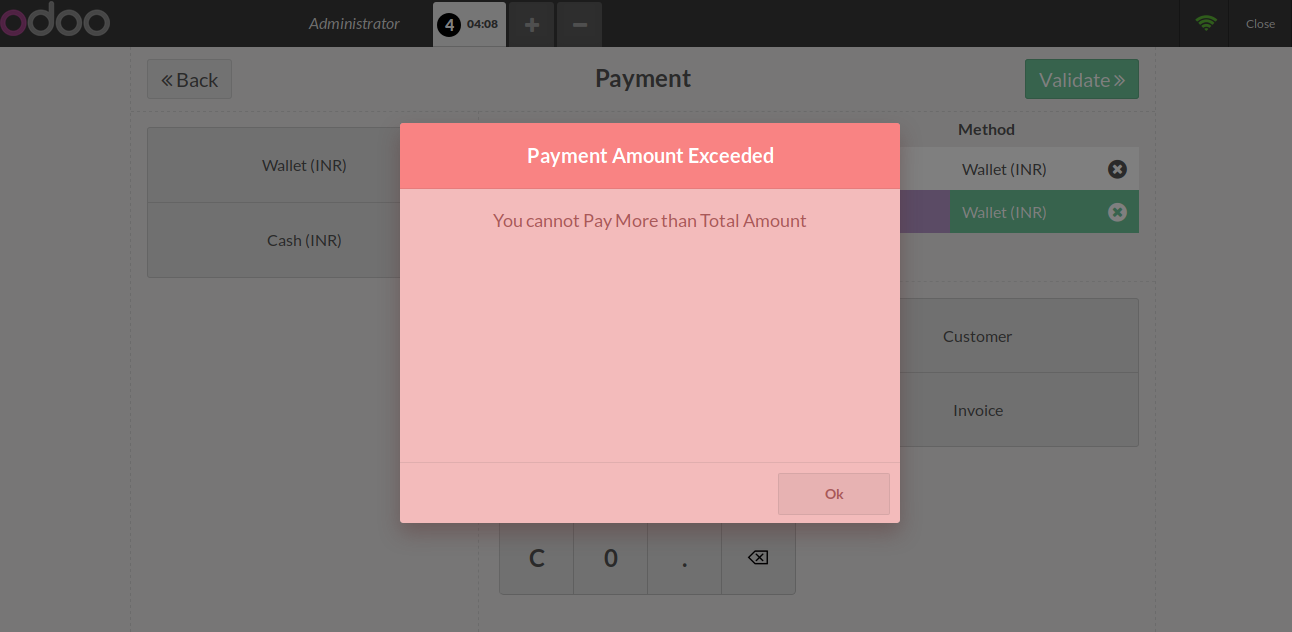 odoo
Administrator
4 04:08
Close
Back
Payment
Validate
Wallet (INR)
Cash (INR)
Payment Amount Exceeded
You cannot Pay More than Total Amount
Ok
Method
Wallet (INR)
Wallet (INR)
Customer
Invoice
C 0 .